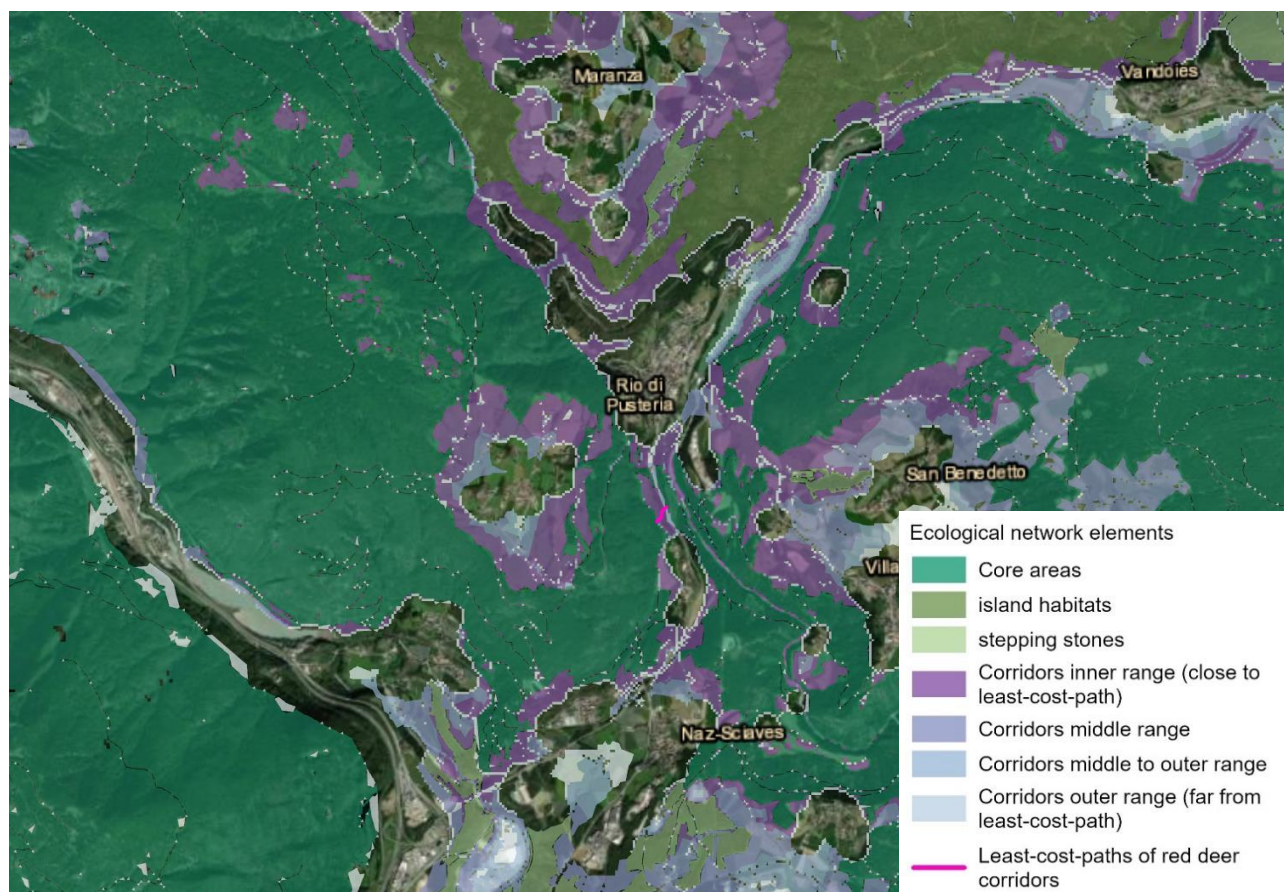 Maranza
Vandoies
Rio di
Pusteria
San Benedetto
Villa
Naz-Sciaves
Ecological network elements
Core areas
island habitats
stepping stones
Corridors inner range (close to
least-cost-path)
Corridors middle range
Corridors middle to outer range
Corridors outer range (far from
least-cost-path)
Least-cost-paths of red deer
corridors